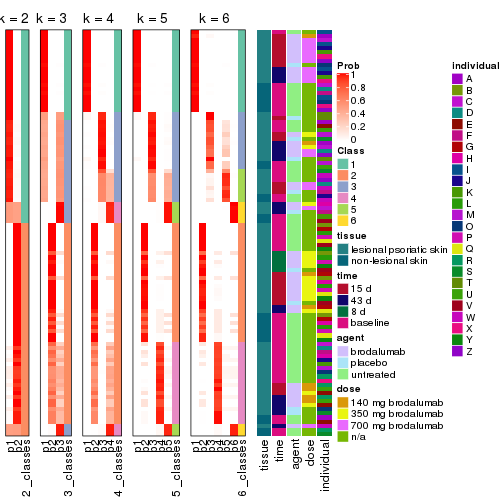 k = 2 k = 3 k = 4 k = 5 k = 6
Prob
1
0.8
0.6
0.4
0.2
0
Class
1
2
3
4
5
6
tissue
lesional psoriatic skin
non-lesional skin
time
15 d
43 d
8 d
baseline
agent
brodalumab
placebo
untreated
dose
140 mg brodalumab
350 mg brodalumab
700 mg brodalumab
n/a
individual
A
B
C
D
E
F
G
H
I
J
K
L
M
O
P
Q
R
S
T
U
V
W
X
Y
Z
p1 p2 2_classes p1 p2 p3 3_classes p1 p2 p3 p4 4_classes p1 p2 p3 p4 p5 5_classes p1 p2 p3 p4 p5 p6 6_classes tissue time agent dose individual